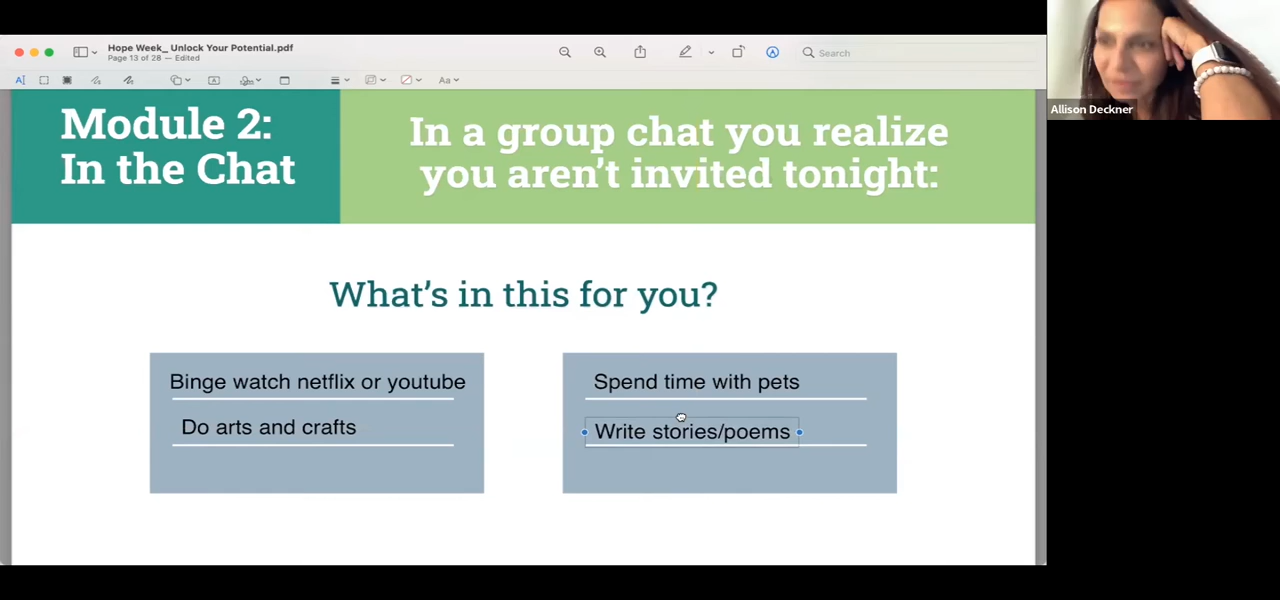 Hope Week_ Unlock Your Potential.pdf
Page 13 of 28 — Edited
Search
Aa
Allison Deckner
Module 2:
In the Chat
In a group chat you realize
you aren't invited tonight:
What's in this for you?
Binge watch netflix or youtube
Do arts and crafts
Spend time with pets
Write stories/poems